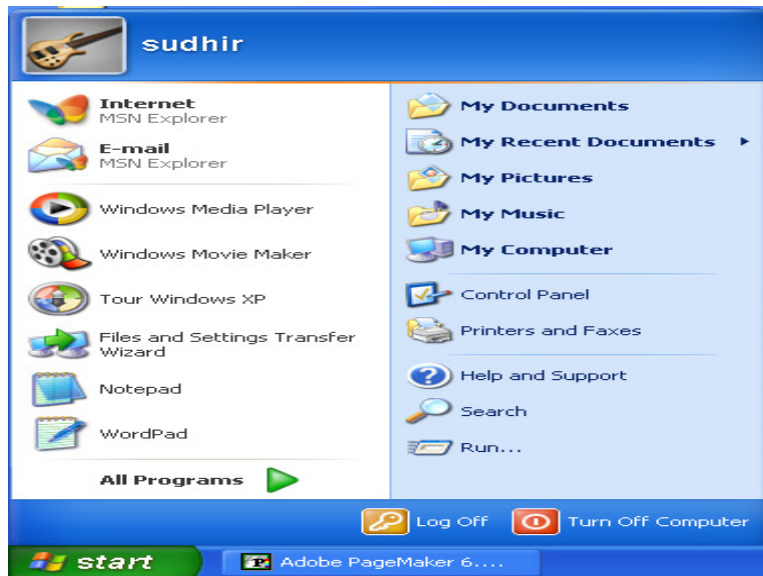 sudhir
Internet
MSN Explorer
E-mail
MSN Explorer
Windows Media Player
Windows Movie Maker
Tour Windows XP
Files and Settings Transfer
Wizard
Notepad
WordPad
All Programs
My Documents
My Recent Documents
My Pictures
My Music
My Computer
Control Panel
Printers and Faxes
Help and Support
Search
Run...
Log Off
Turn Off Computer
start
Adobe PageMaker 6....